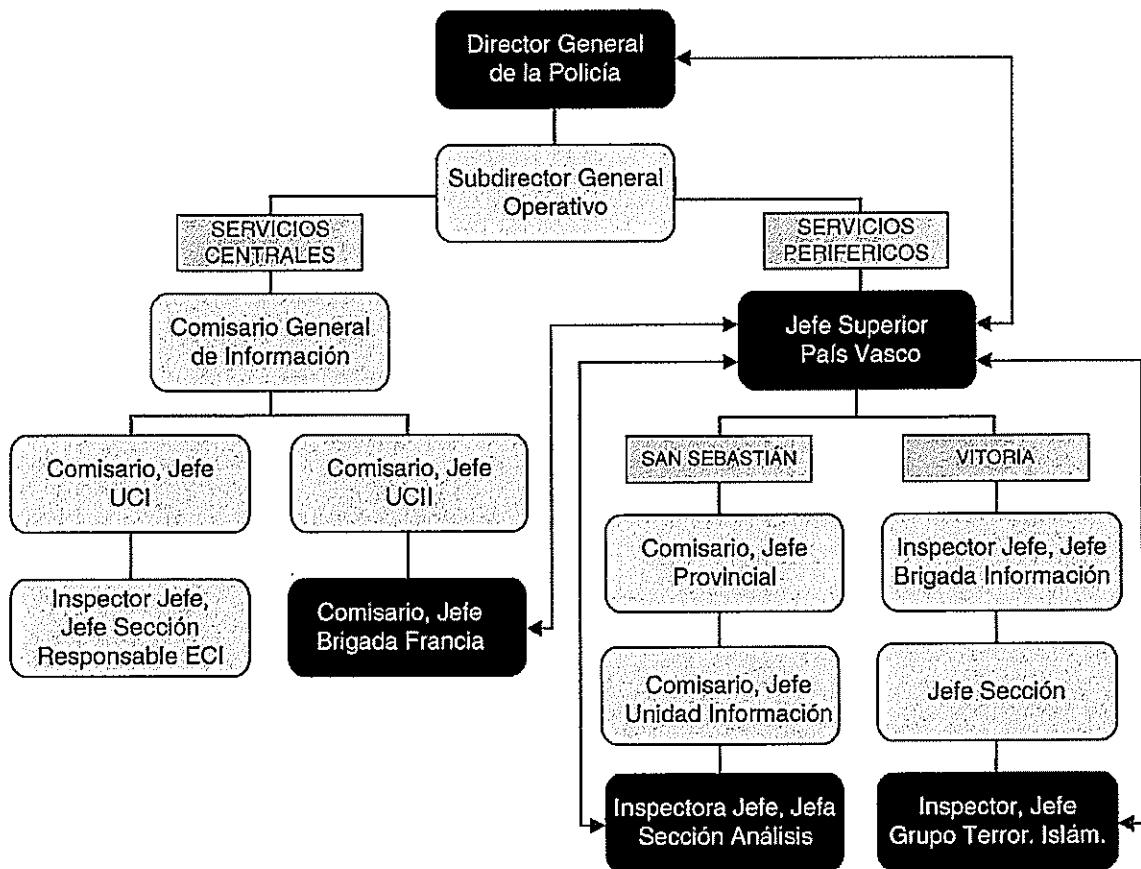 Director General
de la Policía
Subdirector General
Operativo
SERVICIOS
CENTRALES
SERVICIOS
PERIFERICOS
Comisario General
de Información
Jefe Superior
País Vasco
Comisario, Jefe
UCI
Comisario, Jefe
UCII
SAN SEBASTIÁN
VITORIA
Inspector Jefe,
Jefe Sección
Responsable ECI
Comisario, Jefe
Brigada Francia
Comisario, Jefe
Provincial
Inspector Jefe, Jefe
Brigada Información
Comisario, Jefe
Unidad Información
Jefe Sección
Inspectora Jefe, Jefa
Sección Análisis
Inspector, Jefe
Grupo Terror. Islám.